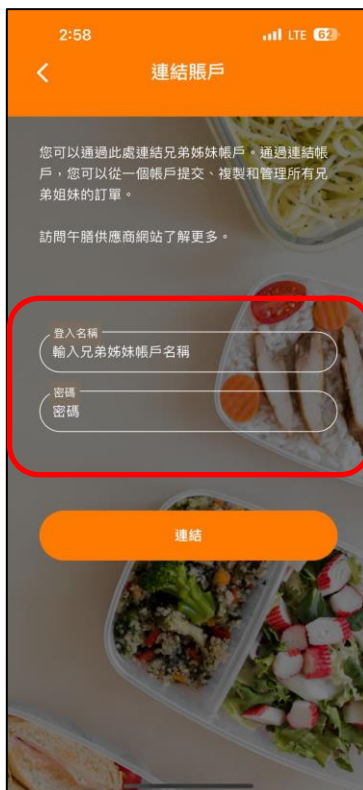 2:58
LTE 62
連結賬戶
您可以通過此處連結兄弟姊妹帳戶。通過連結帳
戶，您可以從一個帳戶提交、複製和管理所有兄
弟姐妹的訂單。
訪問午膳供應商網站了解更多。
登入名稱
輸入兄弟姊妹帳戶名稱
密碼
密碼
連結